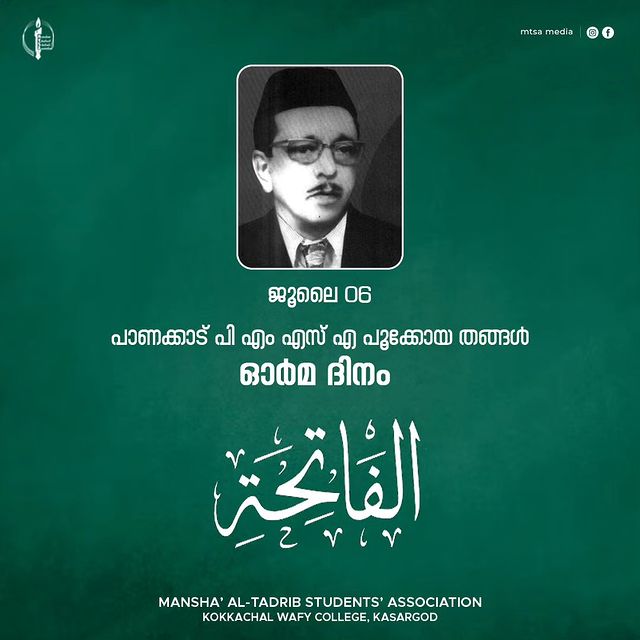 mtsa media
ജൂലൈ 06
പാണക്കാട് പി എം എസ് എ പൂക്കോയ തങ്ങൾ
ഓർമ ദിനം
الفَاتِحَة
MANSHA' AL-TADRIB STUDENTS' ASSOCIATION
KOKKACHAL WAFY COLLEGE, KASARGOD